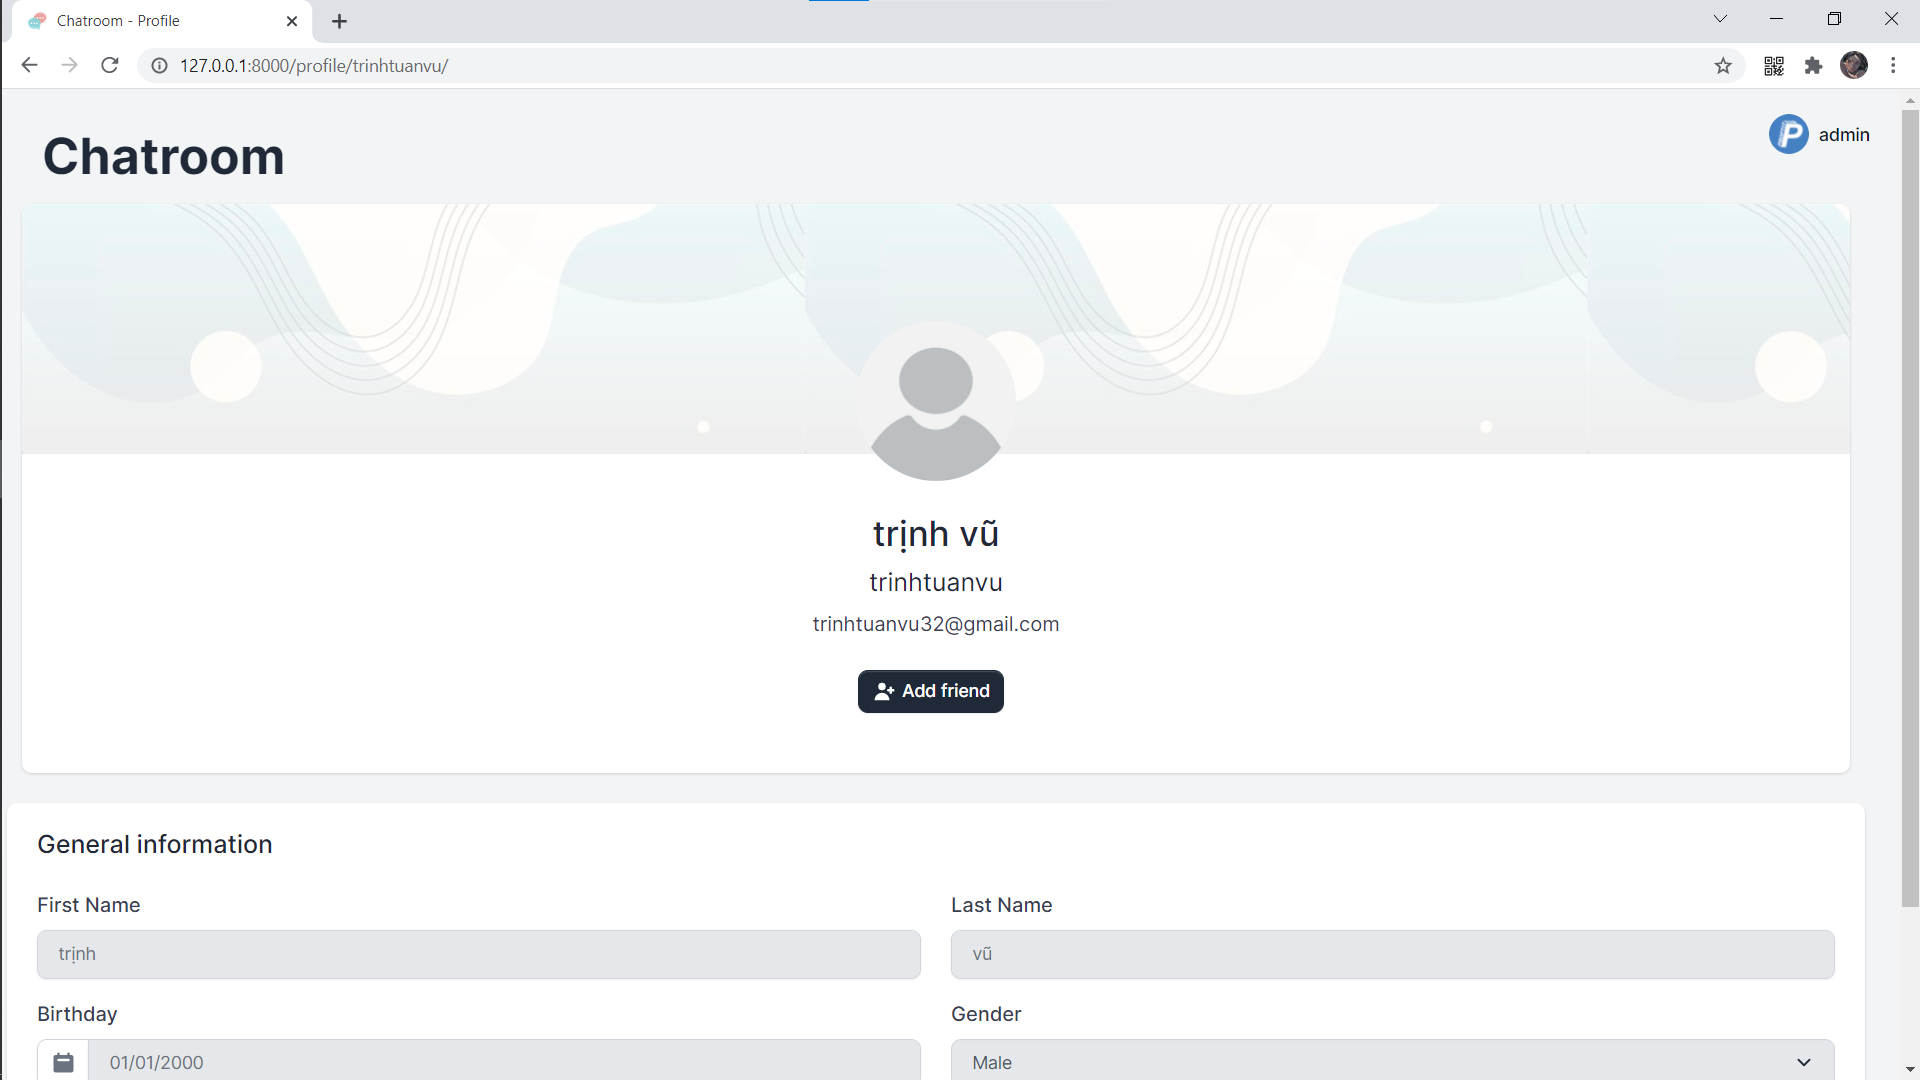 Chatroom - Profile
127.0.0.1:8000/profile/trinhtuanvu/
P admin
Chatroom
trịnh vũ
trinhtuanvu
trinhtuanvu32@gmail.com
Add friend
General information
First Name
Last Name
trịnh
vũ
Birthday
Gender
01/01/2000
Male